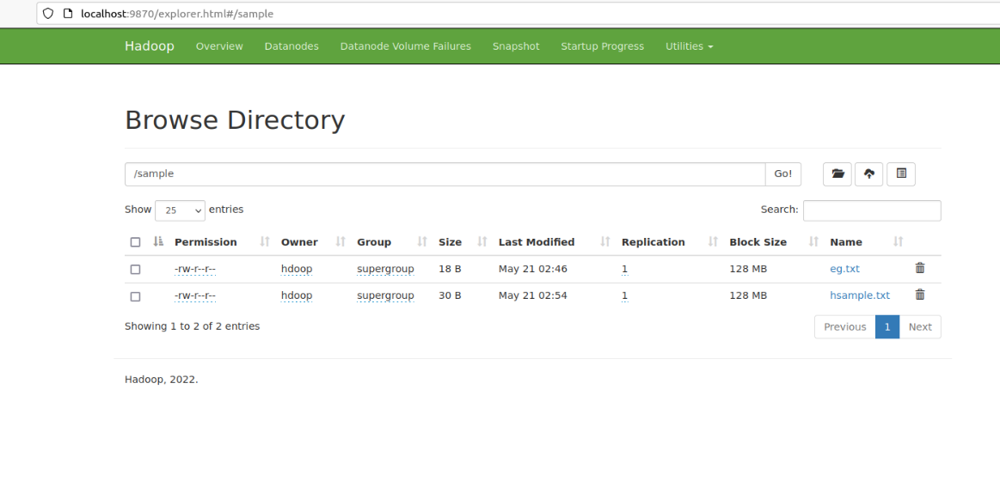 localhost:9870/explorer.html#/sample
Hadoop Overview Datanodes Datanode Volume Failures Snapshot Startup Progress Utilities
Browse Directory
/sample Go!
Show 25 entries Search:
Permission Owner Group Size Last Modified Replication Block Size Name
-rw-r--r-- hdoop supergroup 18 B May 21 02:46 1 128 MB eg.txt
-rw-r--r-- hdoop supergroup 30 B May 21 02:54 1 128 MB hsample.txt
Showing 1 to 2 of 2 entries Previous 1 Next
Hadoop, 2022.